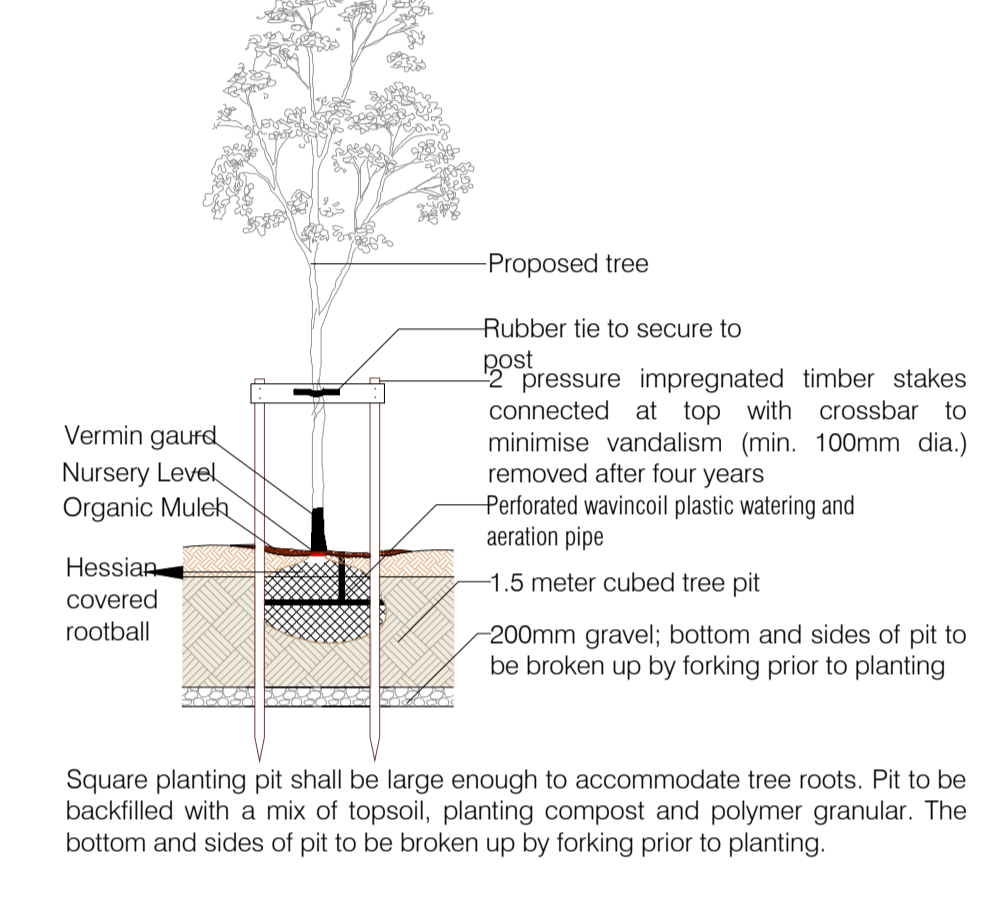 Proposed tree
Rubber tie to secure to
post
2 pressure impregnated timber stakes
connected at top with crossbar to
minimise vandalism (min. 100mm dia.)
removed after four years
Vermin gaurd
Nursery Level
Organic Mulch
Perforated wavincoil plastic watering and
aeration pipe
Hessian
covered
rootball
1.5 meter cubed tree pit
200mm gravel; bottom and sides of pit to
be broken up by forking prior to planting
Square planting pit shall be large enough to accommodate tree roots. Pit to be
backfilled with a mix of topsoil, planting compost and polymer granular. The
bottom and sides of pit to be broken up by forking prior to planting.